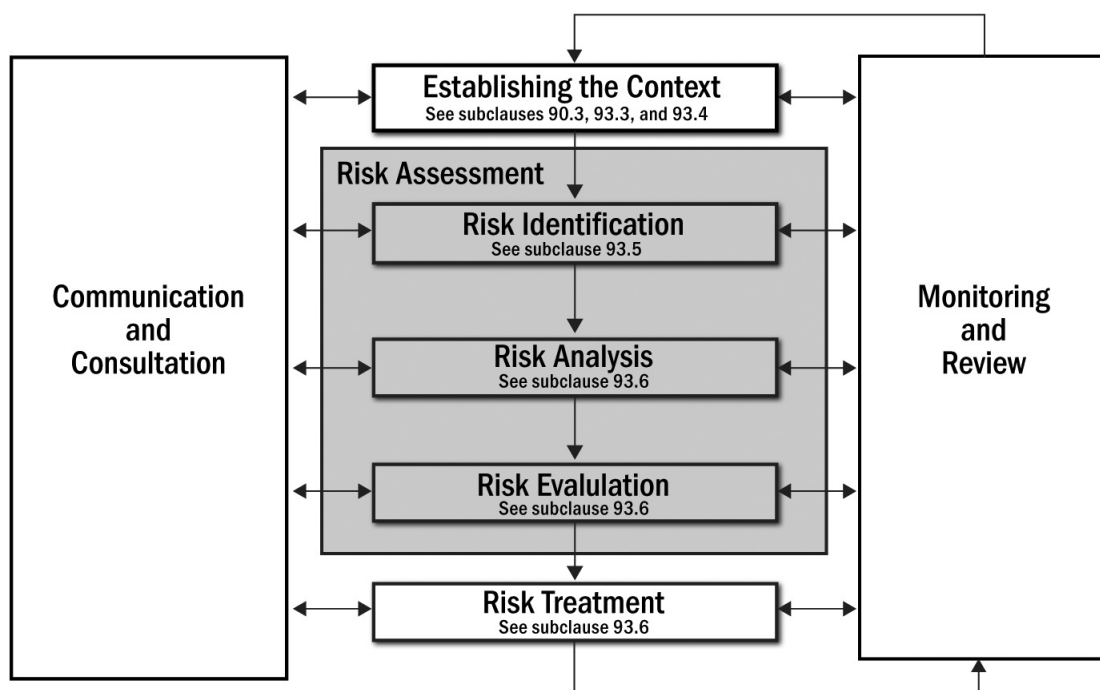 Establishing the Context
See subclauses 90.3, 93.3, and 93.4
Risk Assessment
Risk Identification
See subclause 93.5
Communication
and
Consultation
Monitoring
and
Review
Risk Analysis
See subclause 93.6
Risk Evalulation
See subclause 93.6
Risk Treatment
See subclause 93.6